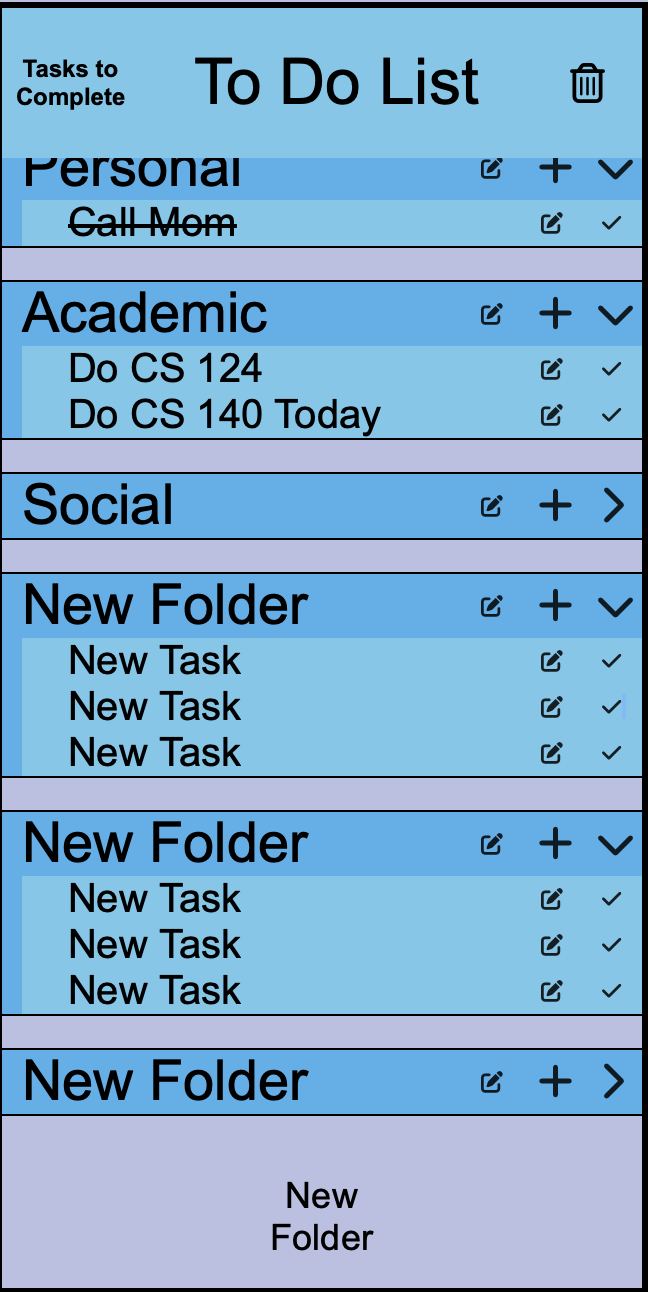 Tasks to
Complete
To Do List
Personal
Call Mom
Academic
Do CS 124
Do CS 140 Today
Social
New Folder
New Task
New Task
New Task
New Folder
New Task
New Task
New Task
New Folder
New
Folder